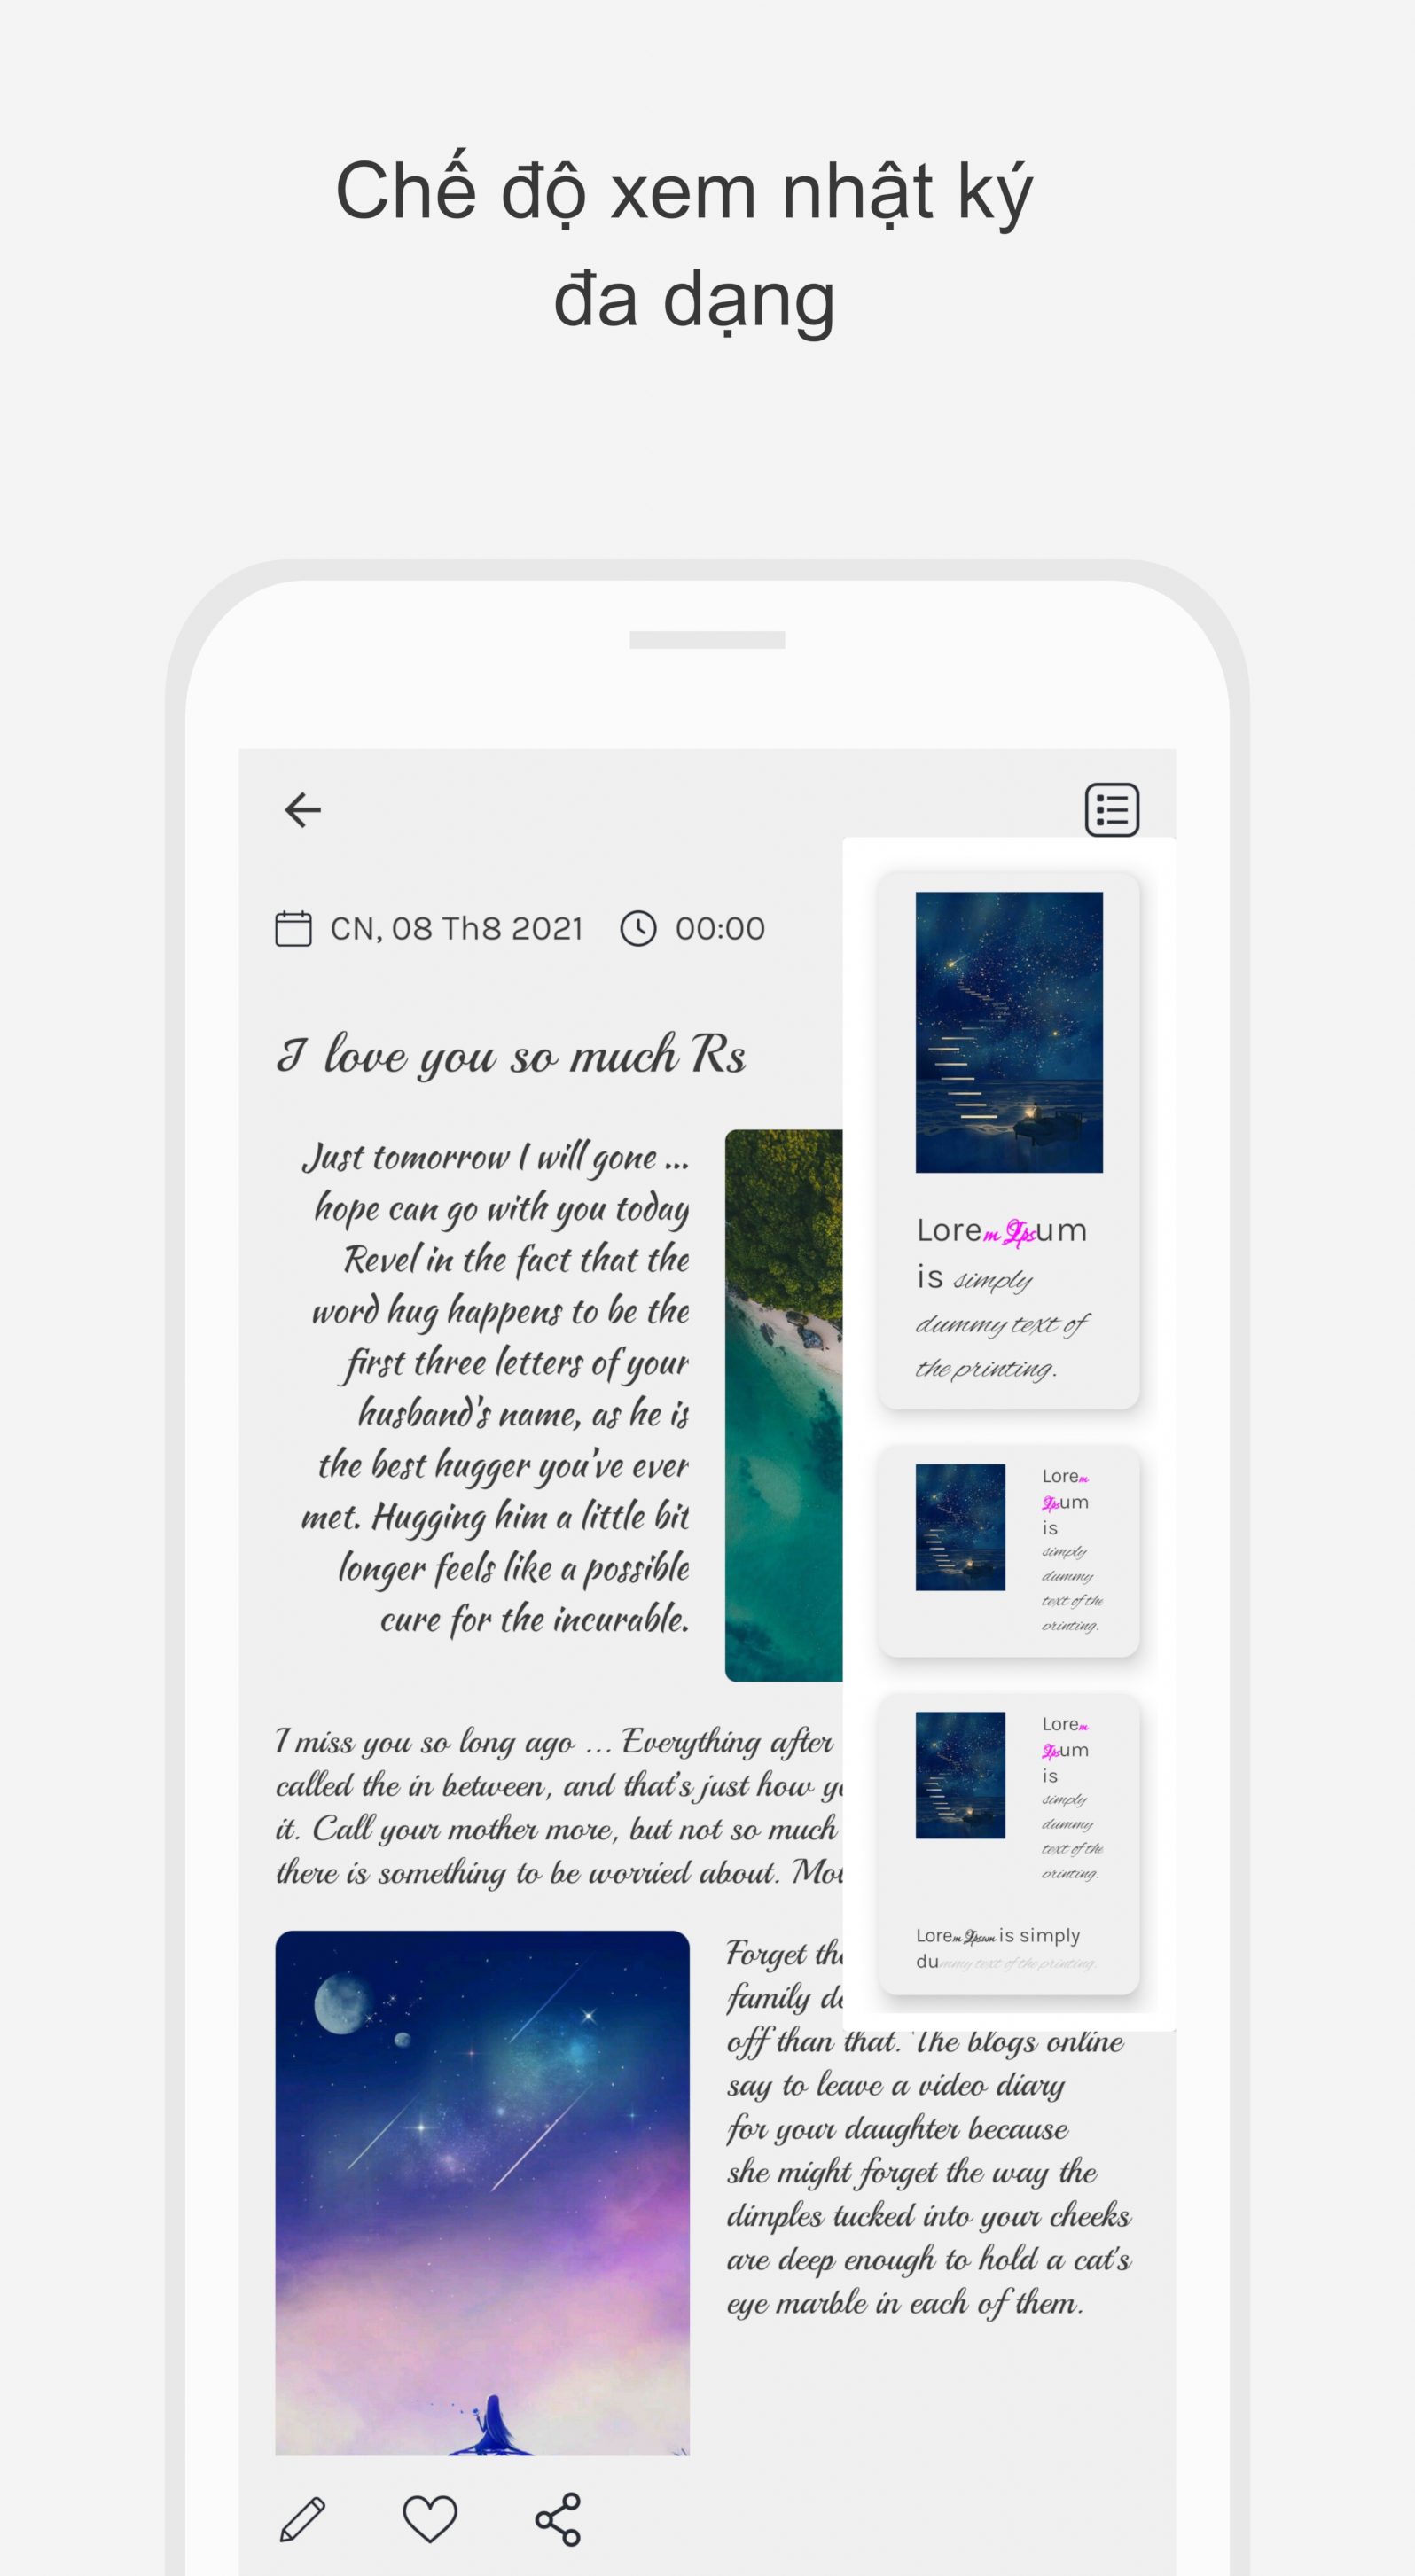 Chế độ xem nhật ký
đa dạng
CN, 08 Th8 2021 00:00
I love you so much Rs
Just tomorrow I will gone ...
hope can go with you today
Revel in the fact that the
word hug happens to be the
first three letters of your
husband's name, as he is
the best hugger you've ever
met. Hugging him a little bit
longer feels like a possible
cure for the incurable.
I miss you so long ago ... Everything after
called the in between, and that's just how
it. Call your mother more, but not so much
there is something to be worried about.
Forget
family
off than that. The blogs online
say to leave a video diary
for your daughter because
she might forget the way the
dimples tucked into your cheeks
are deep enough to hold a cat's
eye marble in each of them.
Lorem Ipsum
is simply
dummy text of
the printing.
Lorem
Ipsum
is
simply
dummy
text of the
printing.
Lorem
Ipsum
is
simply
dummy
text of the
printing.
Lorem Ipsum is simply
dummy text of the printing.